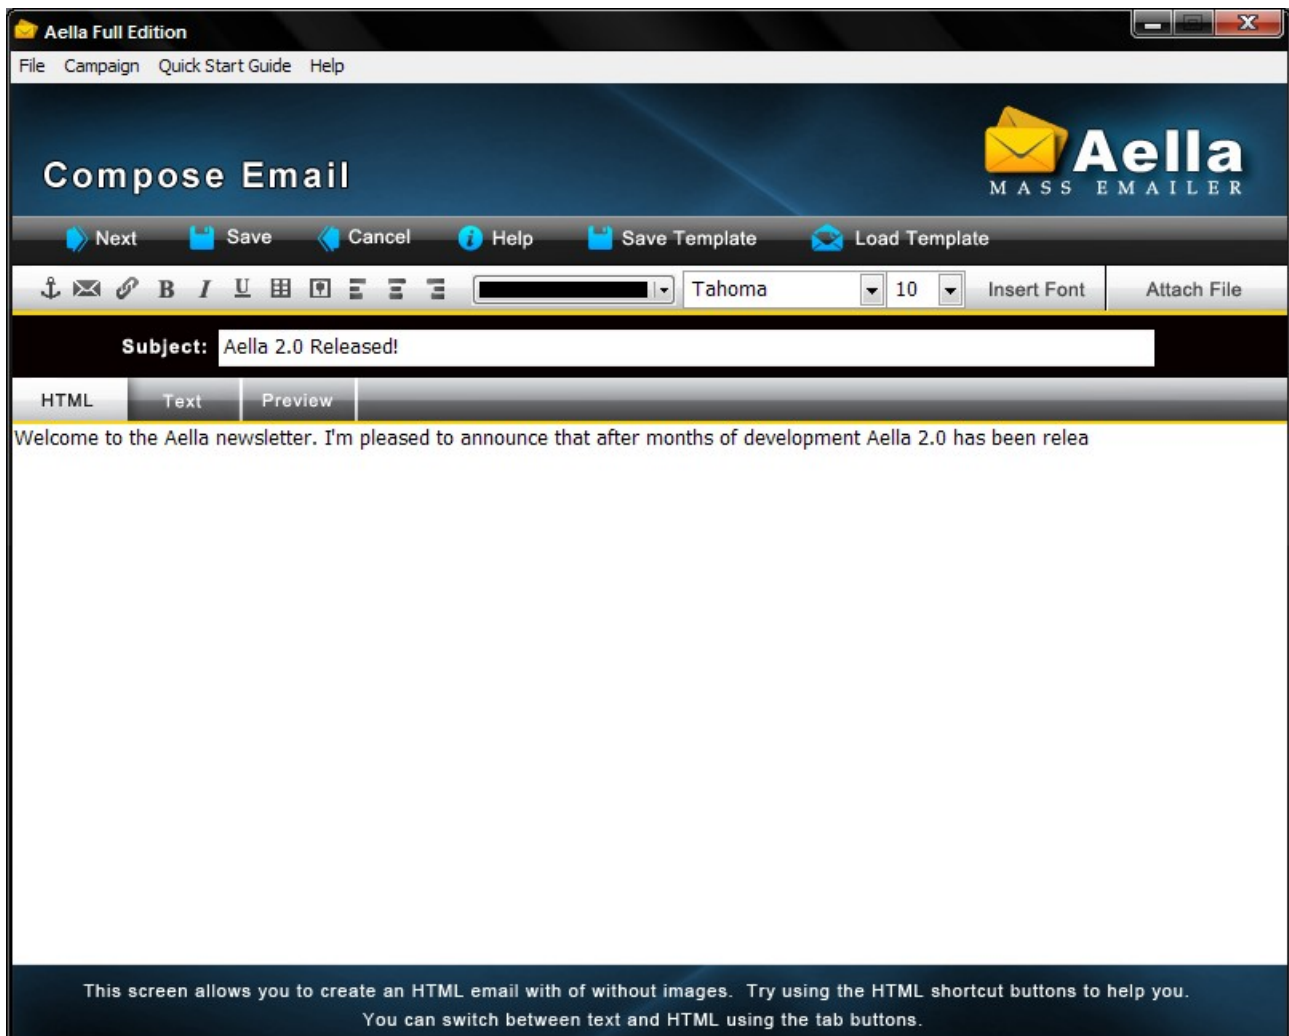 Aella Full Edition
File Campaign Quick Start Guide Help
Compose Email
Aella
MASS EMAILER
Next Save Cancel Help Save Template Load Template
B I U Tahoma 10 Insert Font Attach File
Subject: Aella 2.0 Released!
HTML Text Preview
Welcome to the Aella newsletter. I'm pleased to announce that after months of development Aella 2.0 has been relea
This screen allows you to create an HTML email with of without images. Try using the HTML shortcut buttons to help you.
You can switch between text and HTML using the tab buttons.